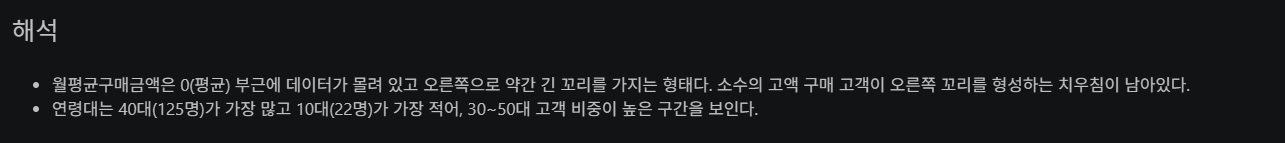 해석
월평균구매금액은 0(평균) 부근에 데이터가 몰려 있고 오른쪽으로 약간 긴 꼬리를 가지는 형태다. 소수의 고액 구매 고객이 오른쪽 꼬리를 형성하는 치우침이 남아있다.
연령대는 40대(125명)가 가장 많고 10대(22명)가 가장 적어, 30~50대 고객 비중이 높은 구간을 보인다.